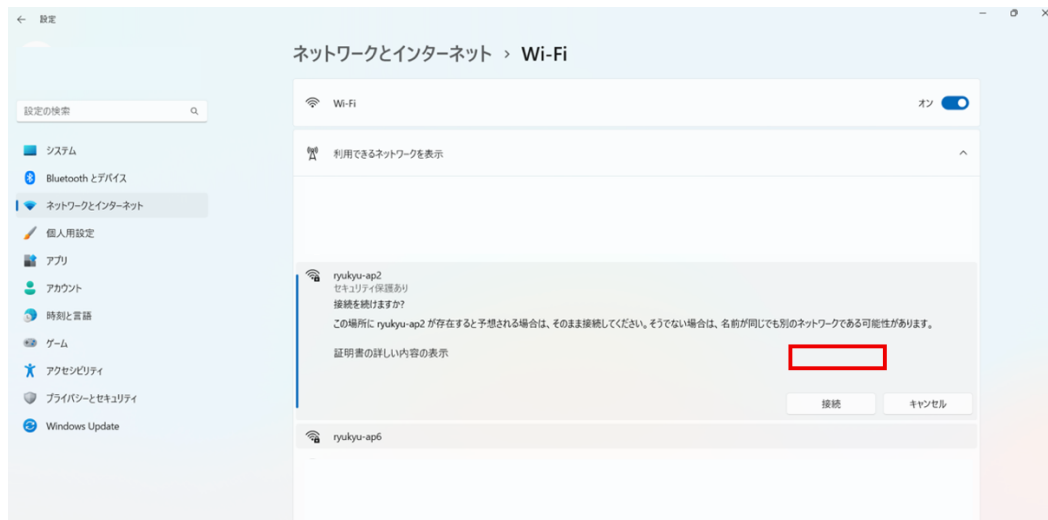 設定
ネットワークとインターネット › Wi-Fi
設定の検索
Wi-Fi
オン
システム
利用できるネットワークを表示
Bluetooth とデバイス
ネットワークとインターネット
個人用設定
アプリ
アカウント
時刻と言語
ゲーム
アクセシビリティ
プライバシーとセキュリティ
Windows Update
ryukyu-ap2
セキュリティ保護あり
接続を続けますか?
この場所に ryukyu-ap2 が存在すると予想される場合は、そのまま接続してください。そうでない場合は、名前が同じでも別のネットワークである可能性があります。
証明書の詳しい内容の表示
接続
キャンセル
ryukyu-ap6